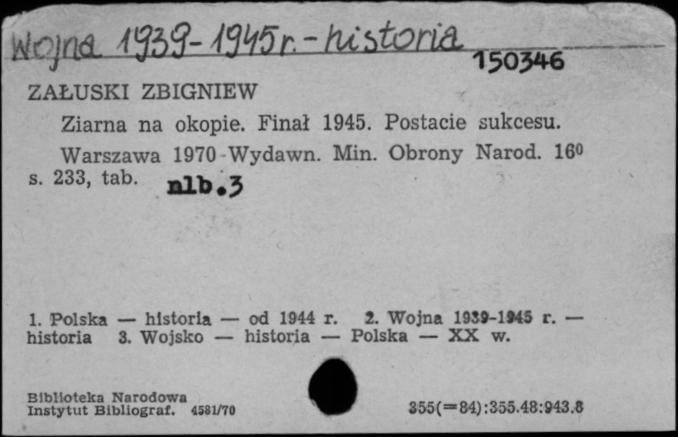 Wojna 1939-1945 r. - historia
150346
ZAŁUSKI ZBIGNIEW
Ziarna na okopie. Finał 1945. Postacie sukcesu.
Warszawa 1970 Wydawn. Min. Obrony Narod. 16⁰
s. 233, tab. nlb.3
1. Polska — historia — od 1944 r. 2. Wojna 1939-1945 r. —
historia 3. Wojsko — historia — Polska — XX w.
Biblioteka Narodowa
Instytut Bibliograf. 4581/70
355(=84):355.48:943.8